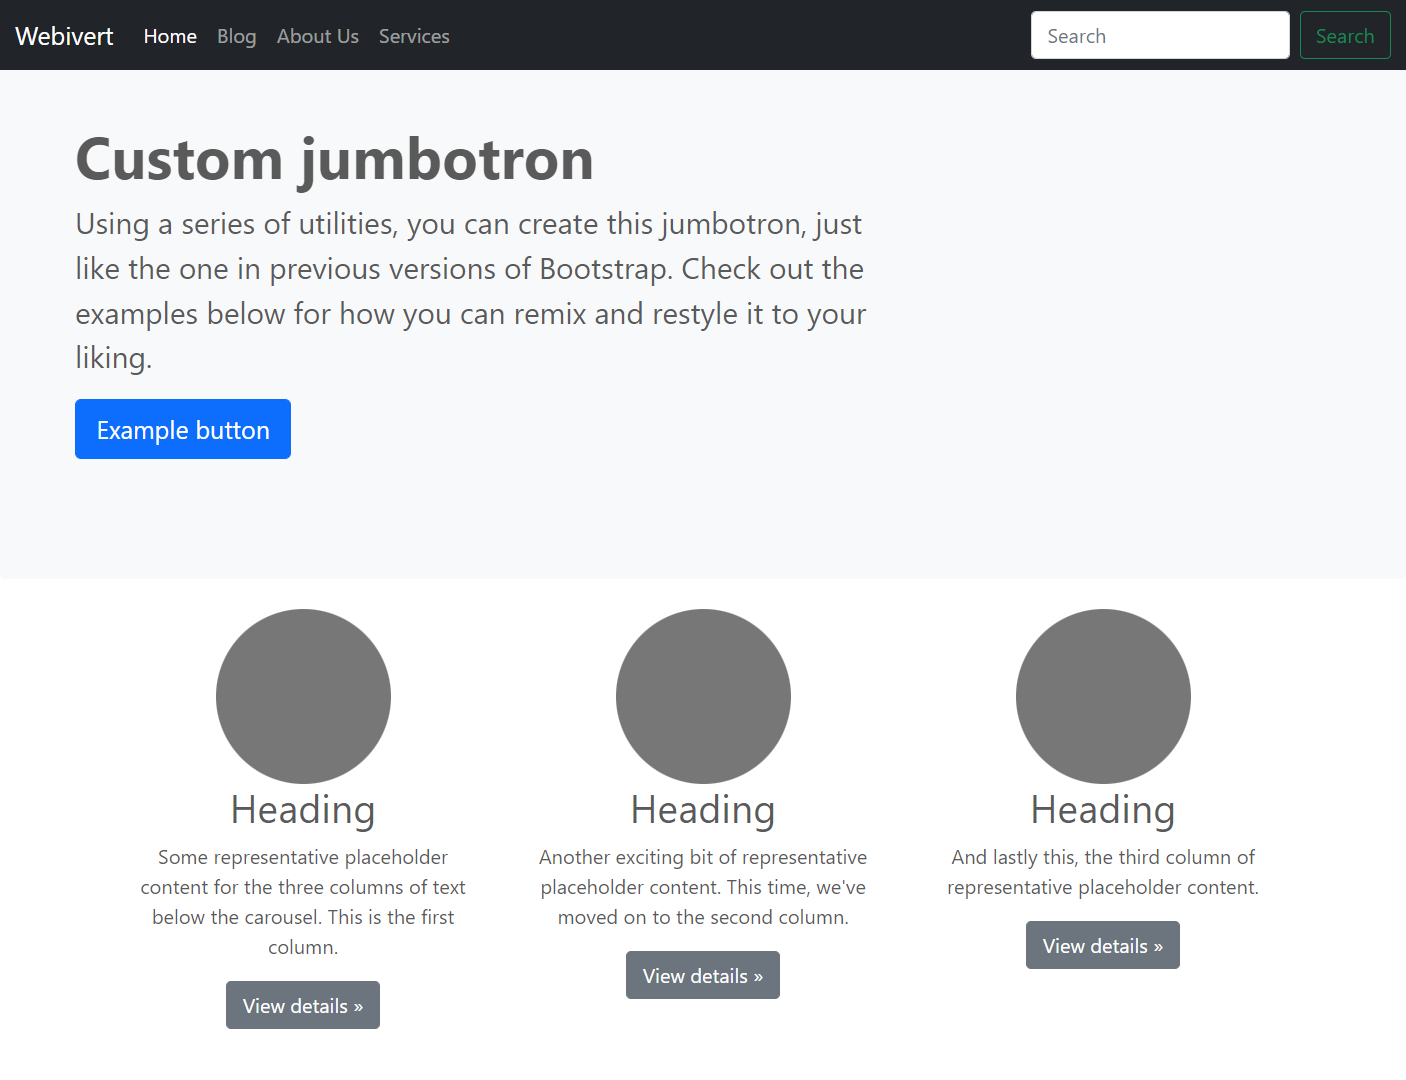 Webivert Home Blog About Us Services Search Search
Custom jumbotron
Using a series of utilities, you can create this jumbotron, just
like the one in previous versions of Bootstrap. Check out the
examples below for how you can remix and restyle it to your
liking.
Example button
Heading
Some representative placeholder
content for the three columns of text
below the carousel. This is the first
column.
View details »
Heading
Another exciting bit of representative
placeholder content. This time, we've
moved on to the second column.
View details »
Heading
And lastly this, the third column of
representative placeholder content.
View details »